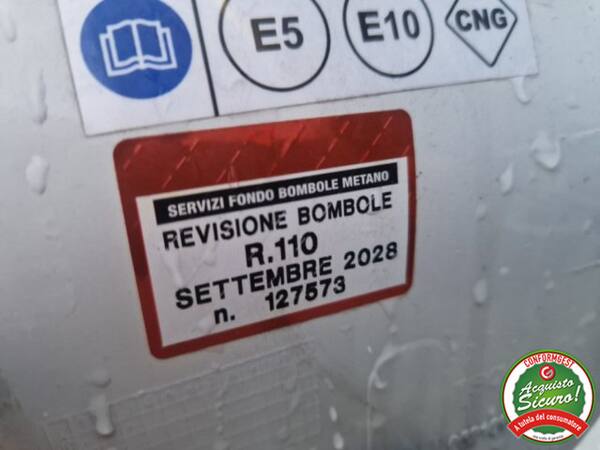 E5
E10
CNG
SERVIZI FONDO BOMBOLE METANO
REVISIONE BOMBOLE
R.110
SETTEMBRE 2028
n. 127573
CONFORMGEST
Acquisto
Sicuro!
A tutela del consumatore